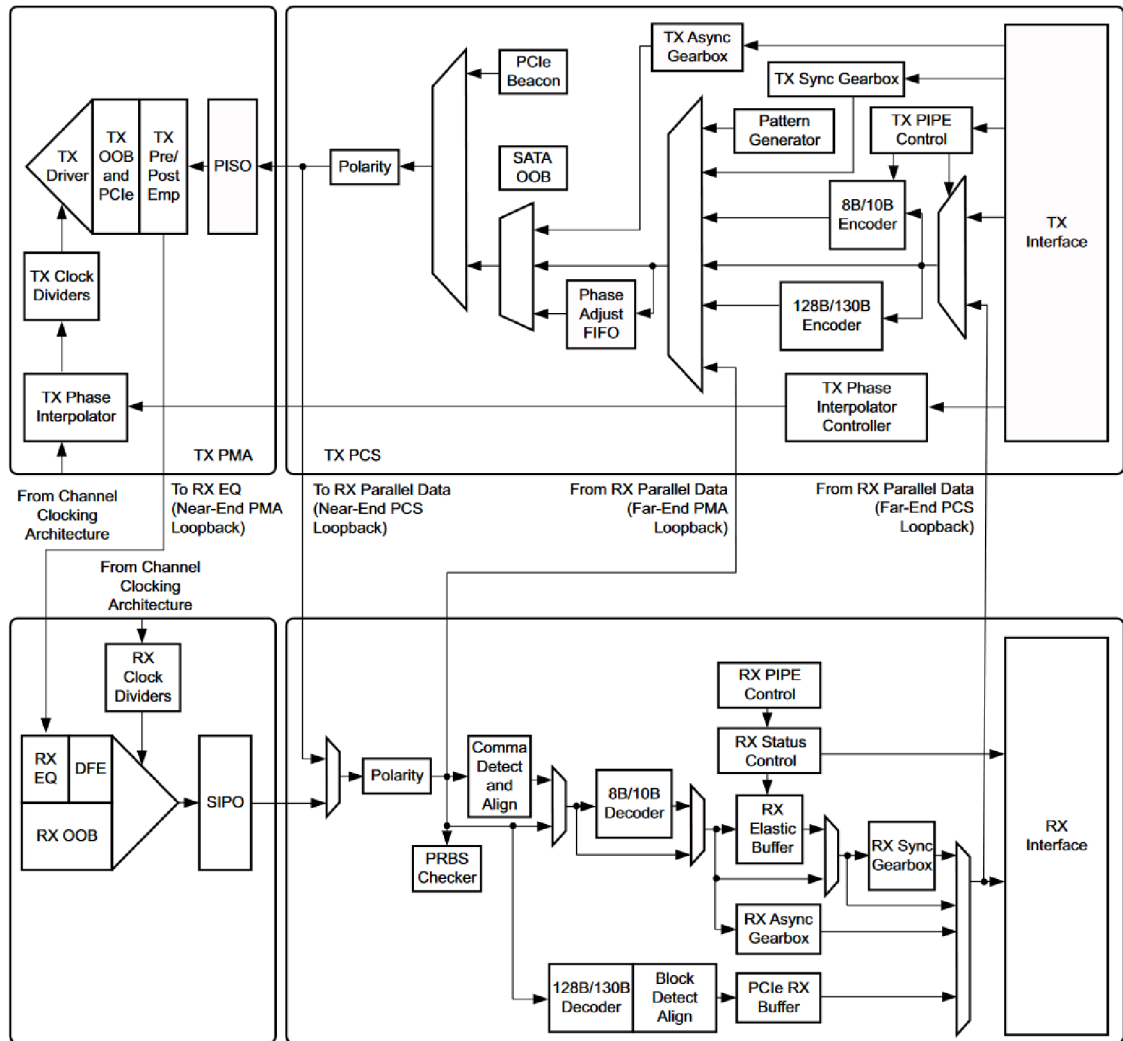 TX Async
Gearbox
PCIe
Beacon
TX Sync Gearbox
Pattern
Generator
TX PIPE
Control
TX
Driver
TX
OOB
and
PCIe
TX
Pre/
Post
Emp
PISO
Polarity
SATA
OOB
8B/10B
Encoder
TX
Interface
TX Clock
Dividers
Phase
Adjust
FIFO
128B/130B
Encoder
TX Phase
Interpolator
TX Phase
Interpolator
Controller
TX PMA
TX PCS
From Channel
Clocking
Architecture
To RX EQ
(Near-End PMA
Loopback)
To RX Parallel Data
(Near-End PCS
Loopback)
From RX Parallel Data
(Far-End PMA
Loopback)
From RX Parallel Data
(Far-End PCS
Loopback)
From Channel
Clocking
Architecture
RX
Clock
Dividers
RX PIPE
Control
RX
EQ
DFE
RX OOB
SIPO
Polarity
Comma
Detect
and
Align
RX Status
Control
8B/10B
Decoder
RX
Elastic
Buffer
RX Sync
Gearbox
RX
Interface
PRBS
Checker
RX Async
Gearbox
128B/130B
Decoder
Block
Detect
Align
PCIe RX
Buffer